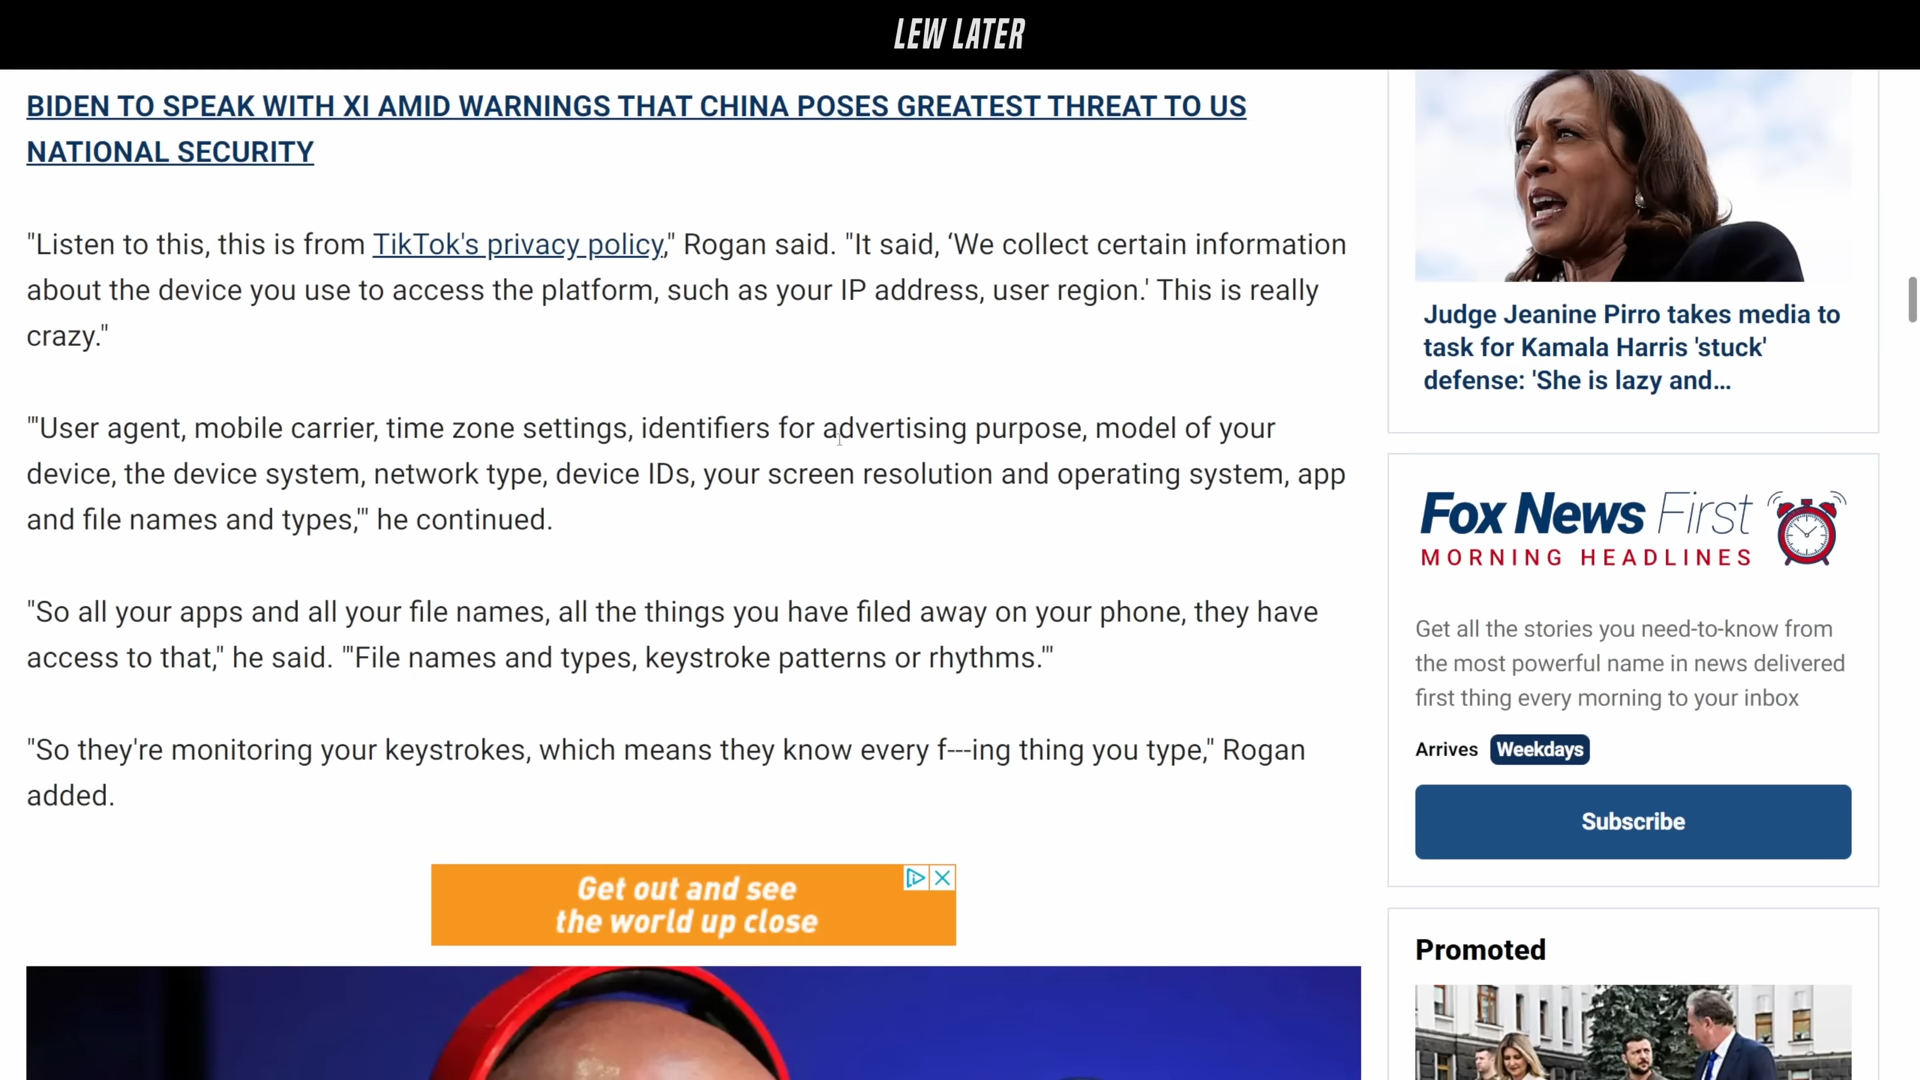 LEW LATER
BIDEN TO SPEAK WITH XI AMID WARNINGS THAT CHINA POSES GREATEST THREAT TO US
NATIONAL SECURITY
"Listen to this, this is from TikTok's privacy policy," Rogan said. "It said, ‘We collect certain information
about the device you use to access the platform, such as your IP address, user region.' This is really
crazy."
"'User agent, mobile carrier, time zone settings, identifiers for advertising purpose, model of your
device, the device system, network type, device IDs, your screen resolution and operating system, app
and file names and types,'" he continued.
"So all your apps and all your file names, all the things you have filed away on your phone, they have
access to that," he said. "'File names and types, keystroke patterns or rhythms.'"
"So they're monitoring your keystrokes, which means they know every f---ing thing you type," Rogan
added.
Get out and see
the world up close
Judge Jeanine Pirro takes media to
task for Kamala Harris 'stuck'
defense: 'She is lazy and...
Fox News First
MORNING HEADLINES
Get all the stories you need-to-know from
the most powerful name in news delivered
first thing every morning to your inbox
Arrives Weekdays
Subscribe
Promoted